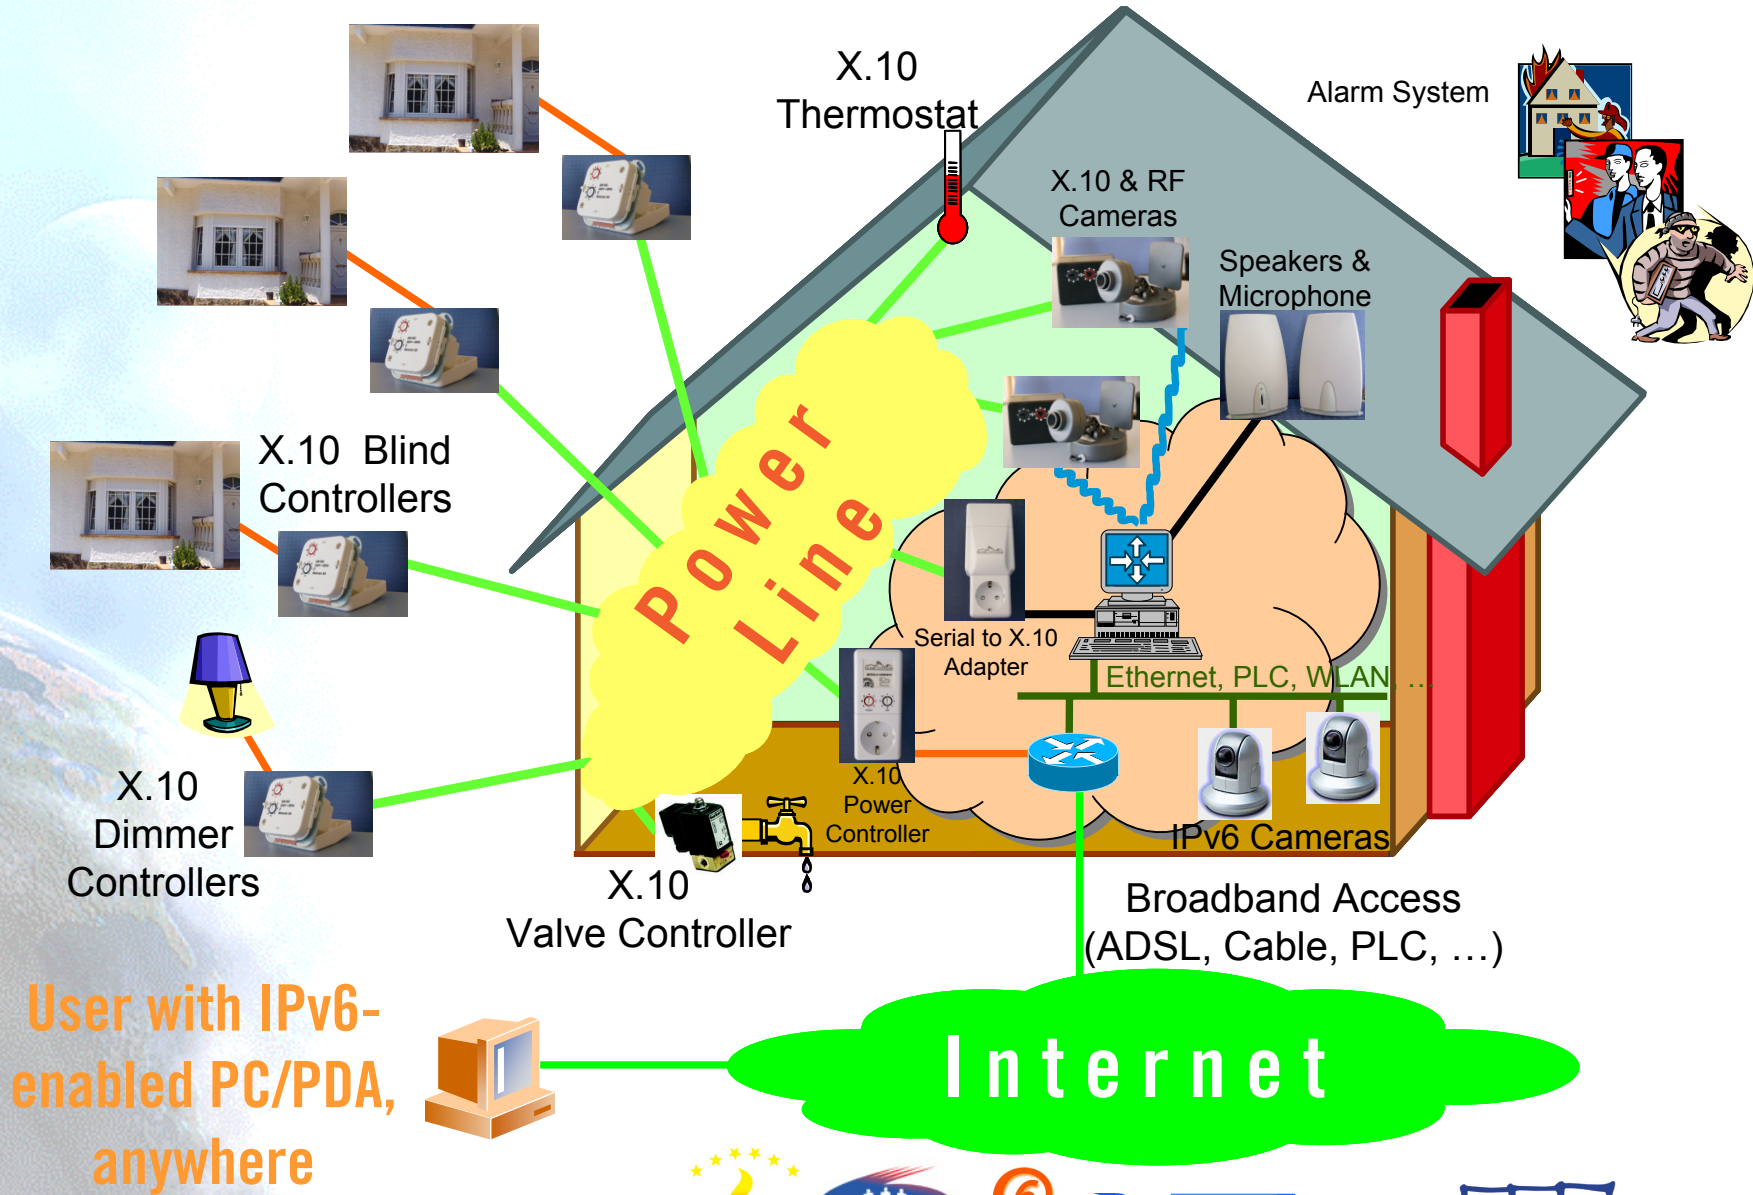 X.10
Thermostat
Alarm System
X.10 & RF
Cameras
Speakers &
Microphone
X.10  Blind
Controllers
Power
Line
Serial to X.10
Adapter
Ethernet, PLC, WLAN, …
X.10
Dimmer
Controllers
X.10
Power
Controller
IPv6 Cameras
X.10
Valve Controller
Broadband Access
(ADSL, Cable, PLC, …)
User with IPv6-
enabled PC/PDA,
anywhere
Internet